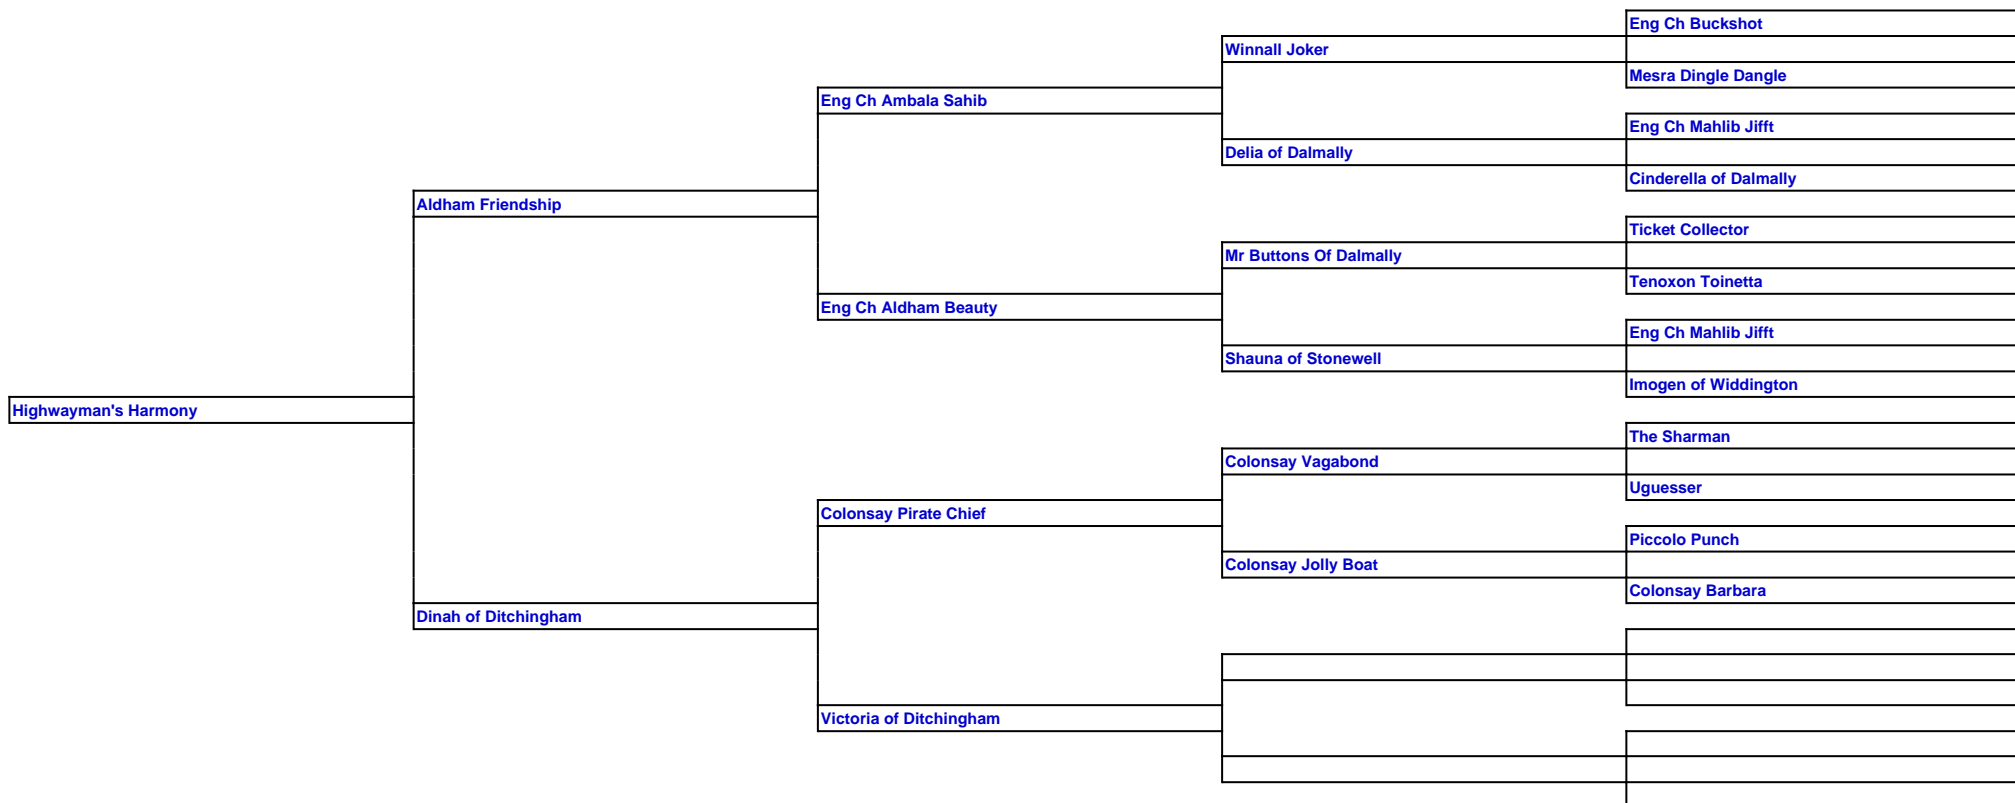 Eng Ch Buckshot
Winnall Joker
Mesra Dingle Dangle
Eng Ch Ambala Sahib
Eng Ch Mahlib Jifft
Delia of Dalmally
Cinderella of Dalmally
Aldham Friendship
Ticket Collector
Mr Buttons Of Dalmally
Tenoxon Toinetta
Eng Ch Aldham Beauty
Eng Ch Mahlib Jifft
Shauna of Stonewell
Imogen of Widdington
Highwayman's Harmony
The Sharman
Colonsay Vagabond
Uguesser
Colonsay Pirate Chief
Piccolo Punch
Colonsay Jolly Boat
Colonsay Barbara
Dinah of Ditchingham
Victoria of Ditchingham